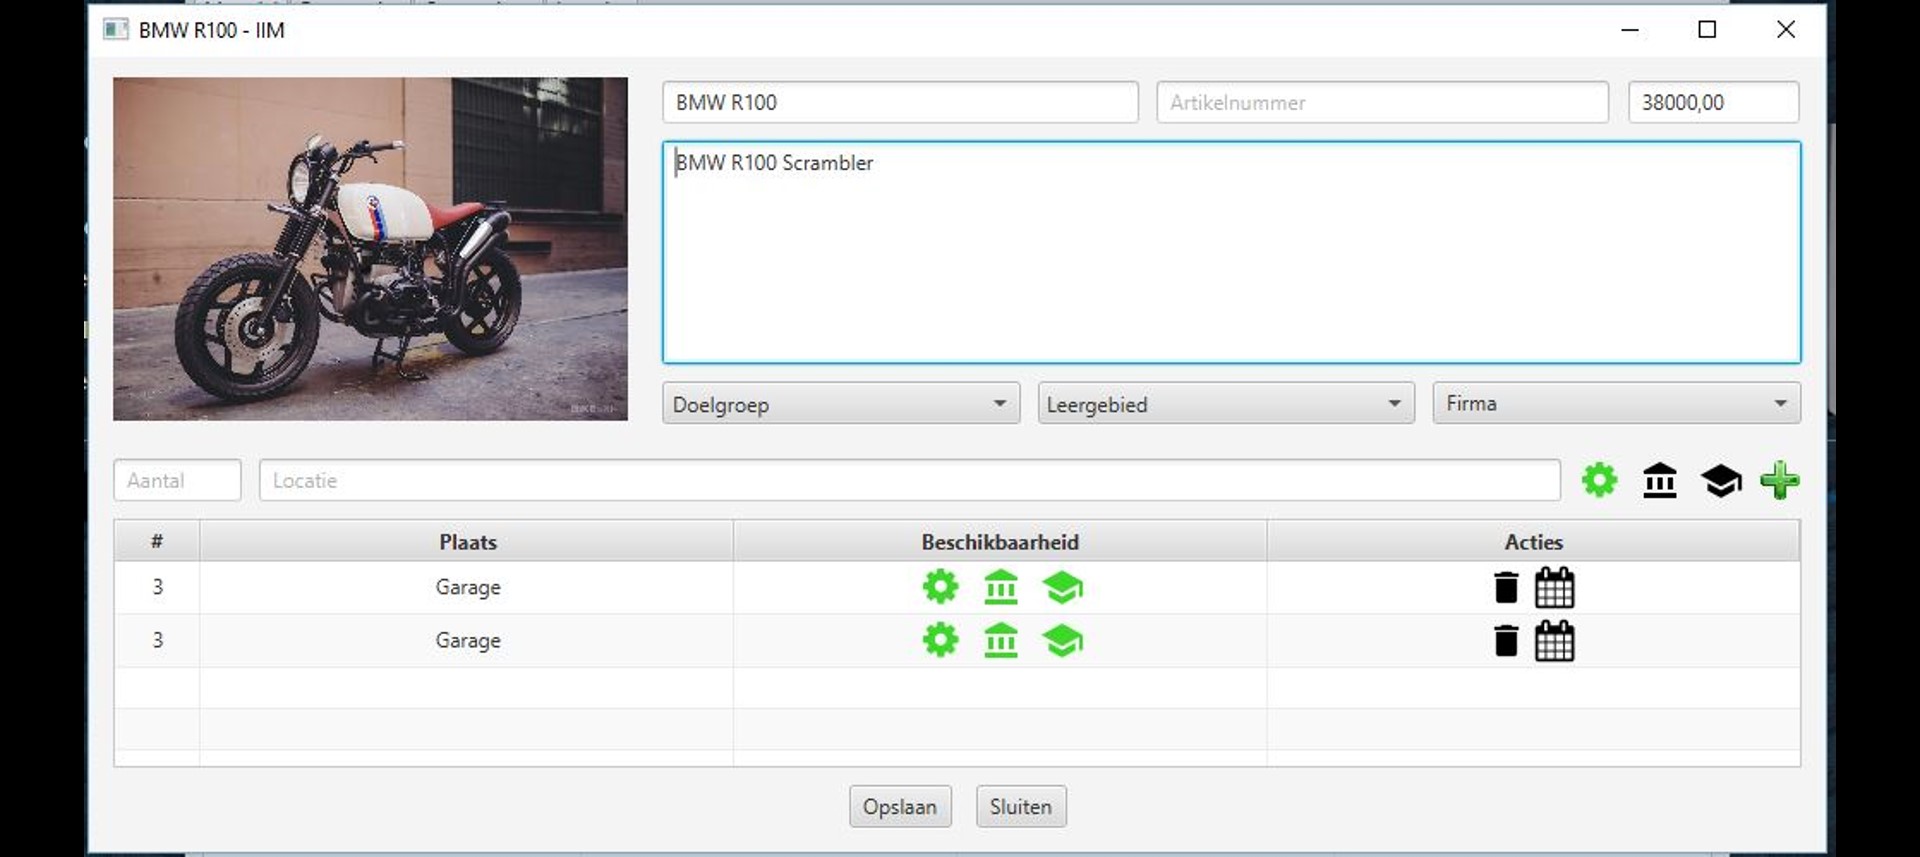 BMW R100 - IIM
BMW R100
Artikelnummer
38000,00
BMW R100 Scrambler
Doelgroep
Leergebied
Firma
Aantal
Locatie
# Plaats Beschikbaarheid Acties
3 Garage
3 Garage
Opslaan
Sluiten